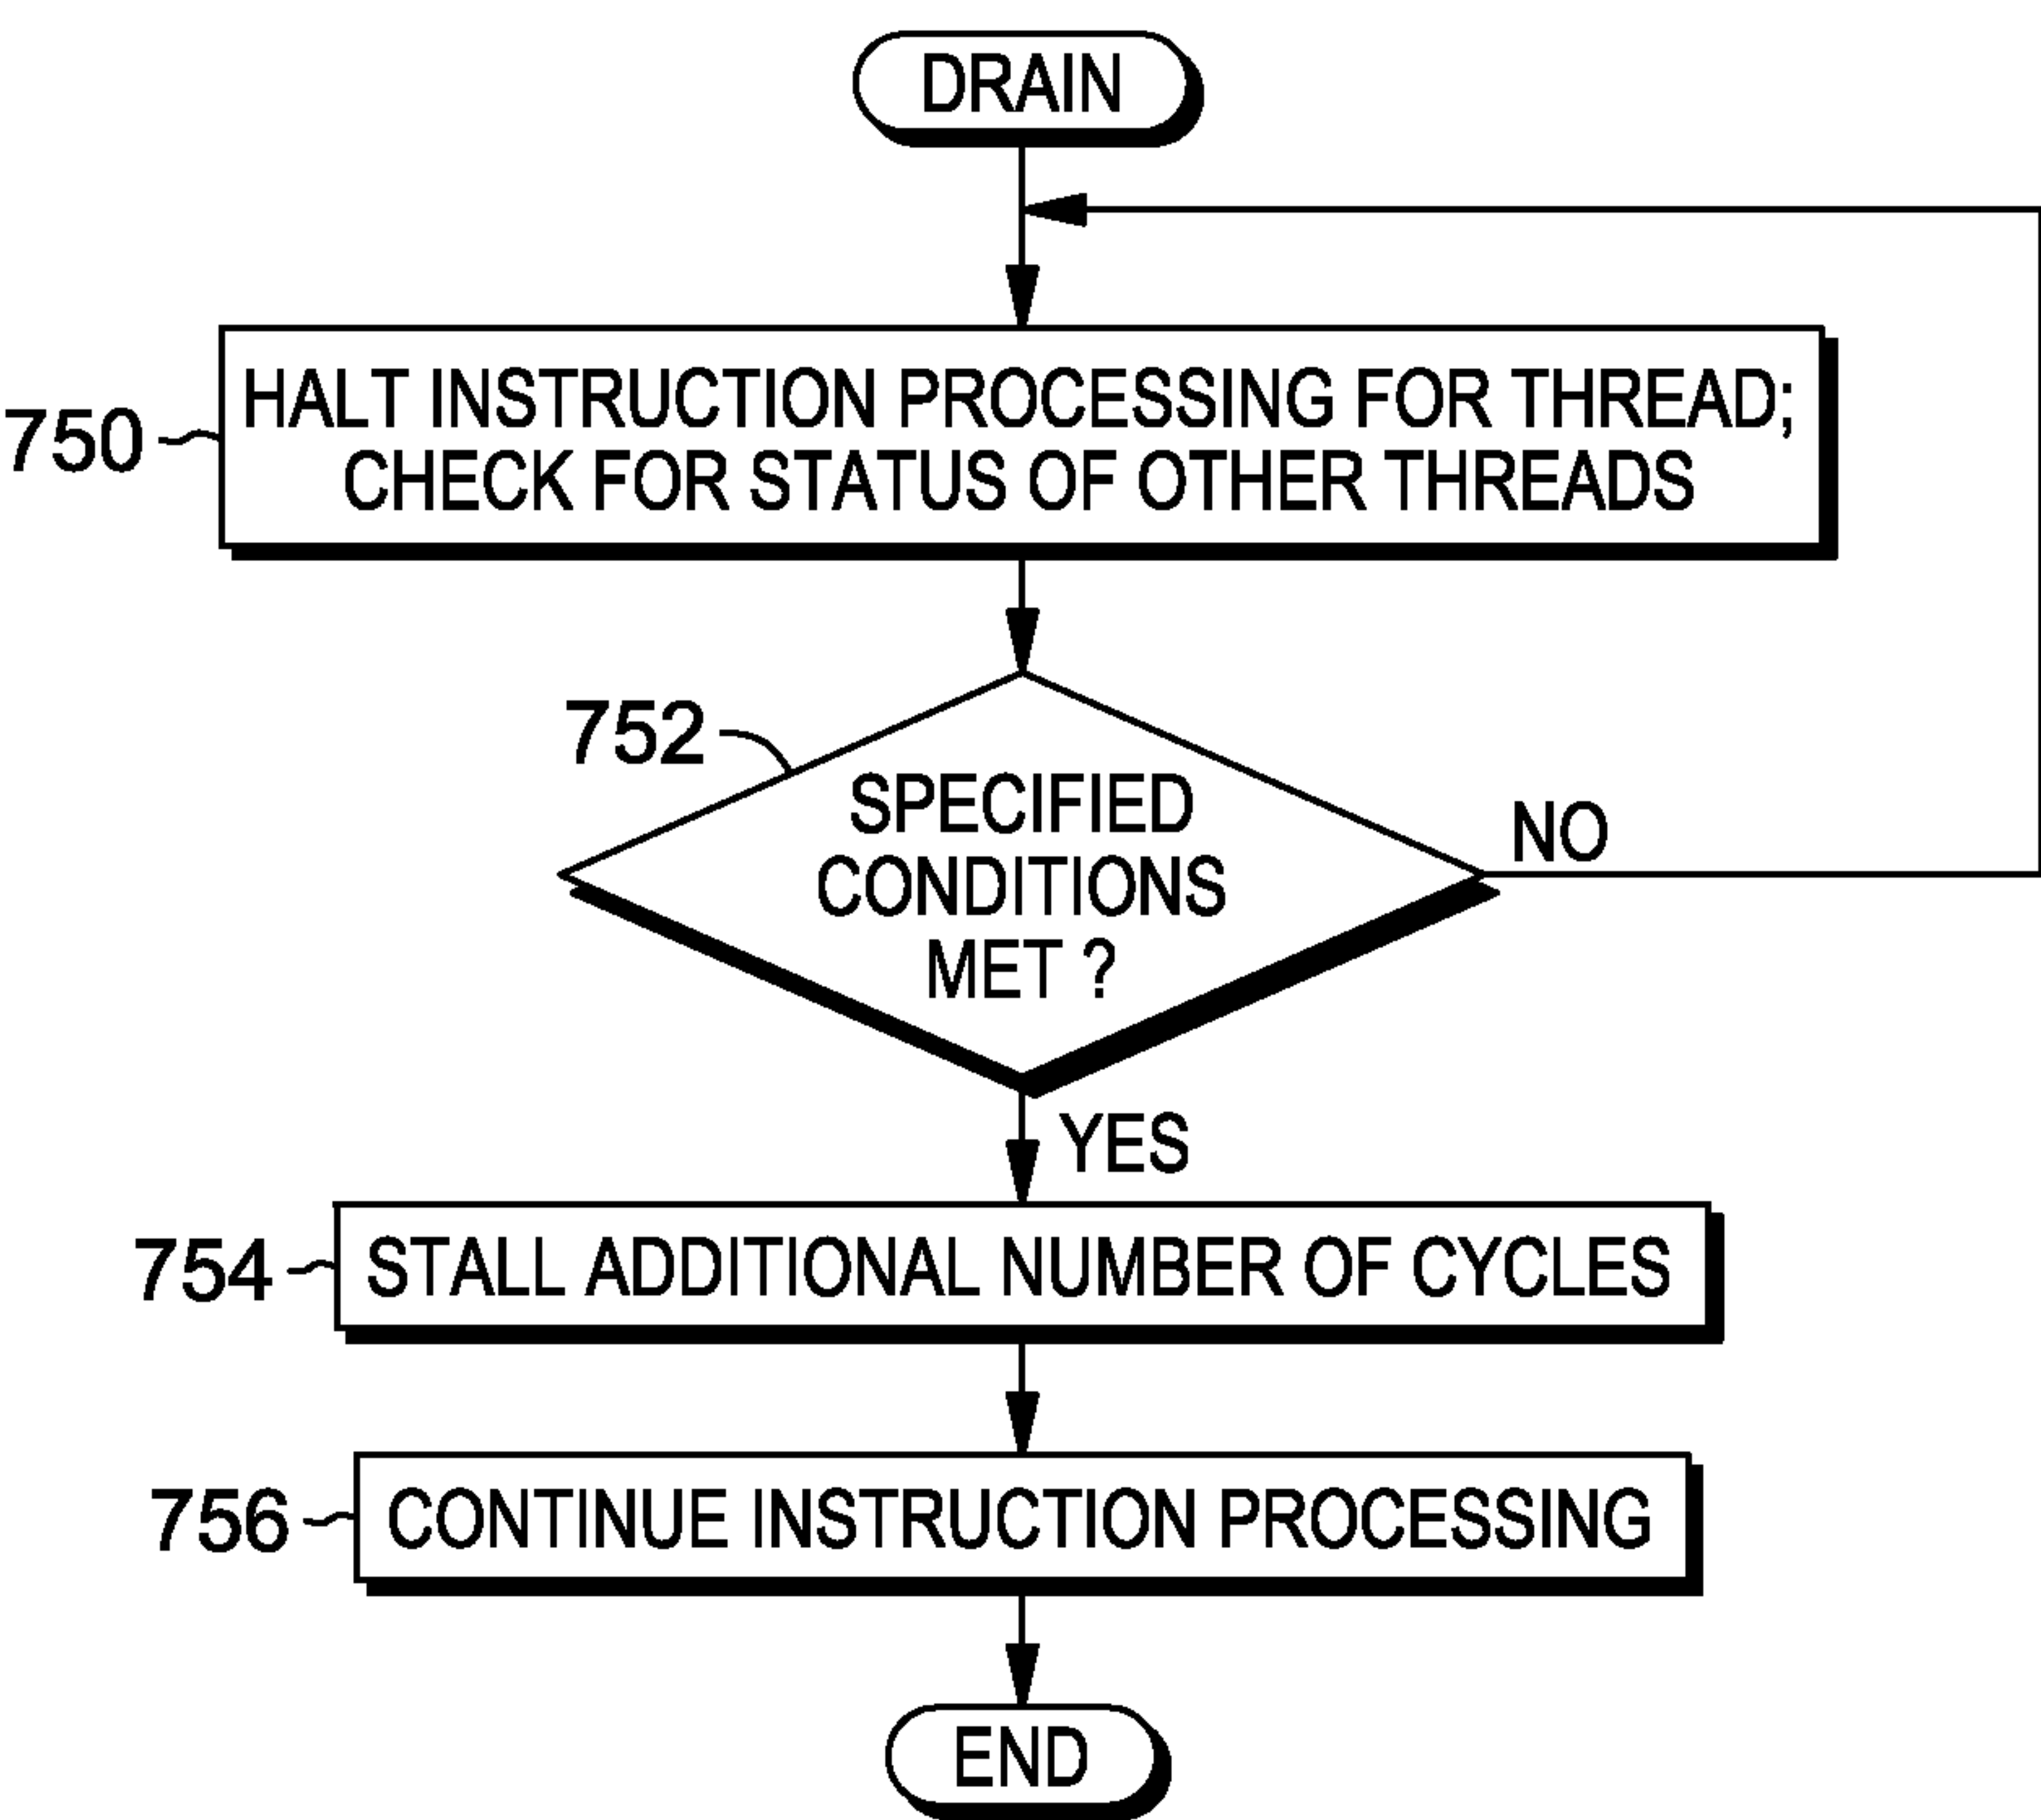 DRAIN
750
HALT INSTRUCTION PROCESSING FOR THREAD;
CHECK FOR STATUS OF OTHER THREADS
752
SPECIFIED
CONDITIONS
MET ?
NO
YES
754
STALL ADDITIONAL NUMBER OF CYCLES
756
CONTINUE INSTRUCTION PROCESSING
END